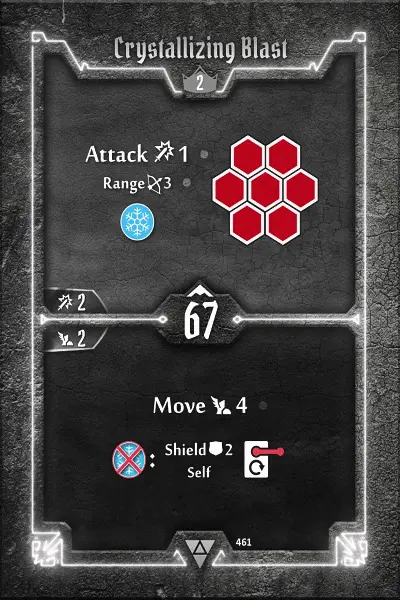 Crystallizing Blast
2
Attack 1
Range 3
2
67
2
Move 4
: Shield 2
Self
461